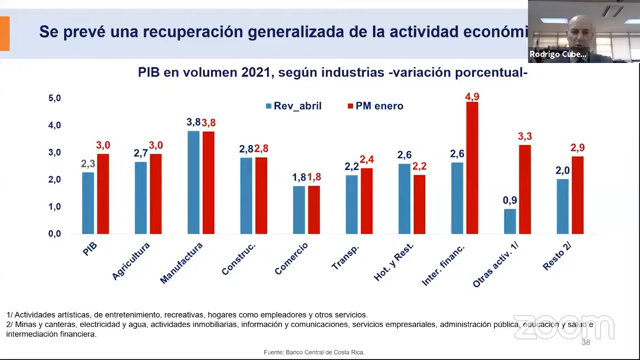 Se prevé una recuperación generalizada de la actividad económ
Rodrigo Cube...
PIB en volumen 2021, según industrias -variación porcentual-
Rev_abril PM enero
5,0
4,0
3,0
2,0
1,0
0,0
2,3 3,0
2,7 3,0
3,8 3,8
2,8 2,8
1,8 1,8
2,2 2,4
2,6 2,2
2,6 4,9
0,9 3,3
2,0 2,9
PIB
Agricultura
Manufactura
Construc.
Comercio
Transp.
Hot. y Rest.
Inter. financ.
Otras activ. 1/
Resto 2/
1/ Actividades artísticas, de entretenimiento, recreativas, hogares como empleadores y otros servicios.
2/ Minas y canteras, electricidad y agua, actividades inmobiliarias, información y comunicaciones, servicios empresariales, administración pública, educación y salud e
intermediación financiera.
zoom
38
Fuente: Banco Central de Costa Rica.